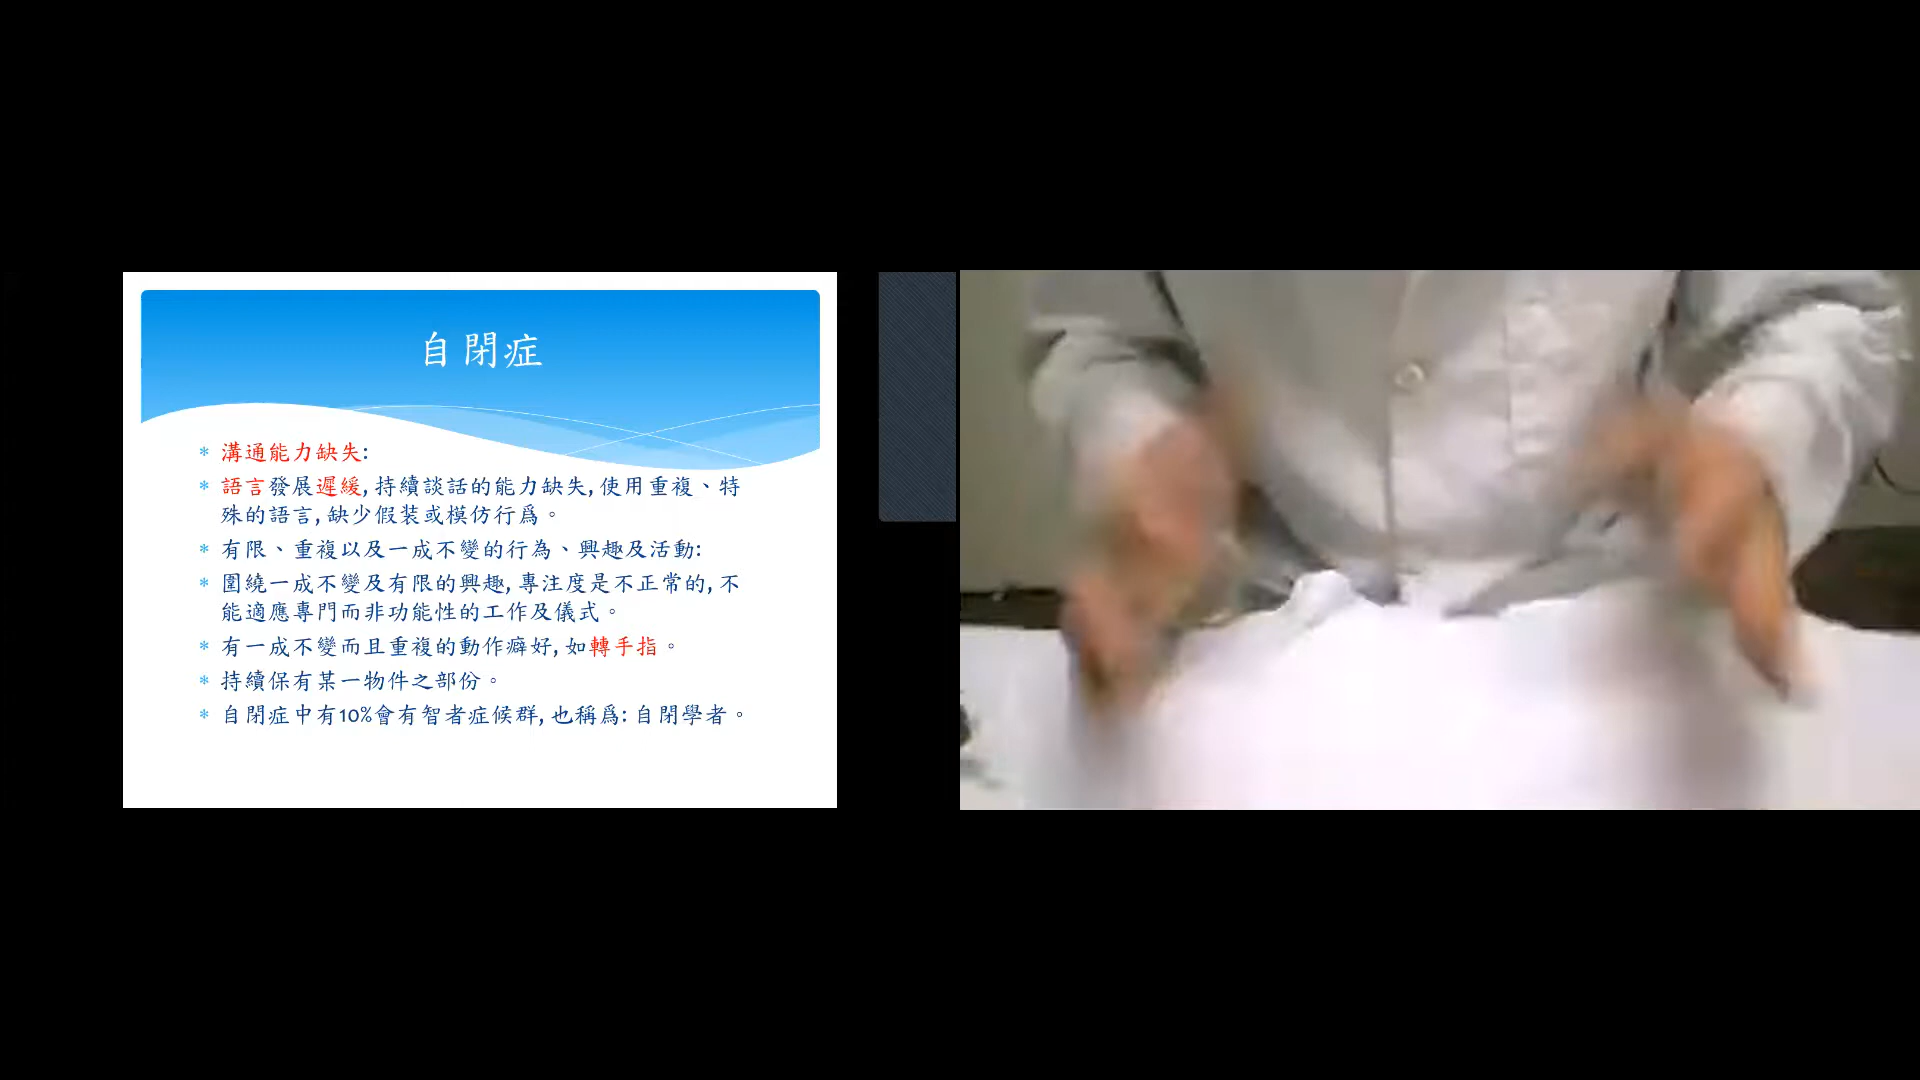 自閉症
* 溝通能力缺失:
* 語言發展遲緩, 持續談話的能力缺失, 使用重複、特
殊的語言, 缺少假装或模仿行爲。
* 有限、重複以及一成不變的行為、興趣及活動:
* 圍繞一成不變及有限的興趣, 專注度是不正常的, 不
能適應專門而非功能性的工作及儀式。
* 有一成不變而且重複的動作癖好, 如轉手指。
* 持續保有某一物件之部份。
* 自閉症中有10%會有智者症候群, 也稱爲: 自閉學者。